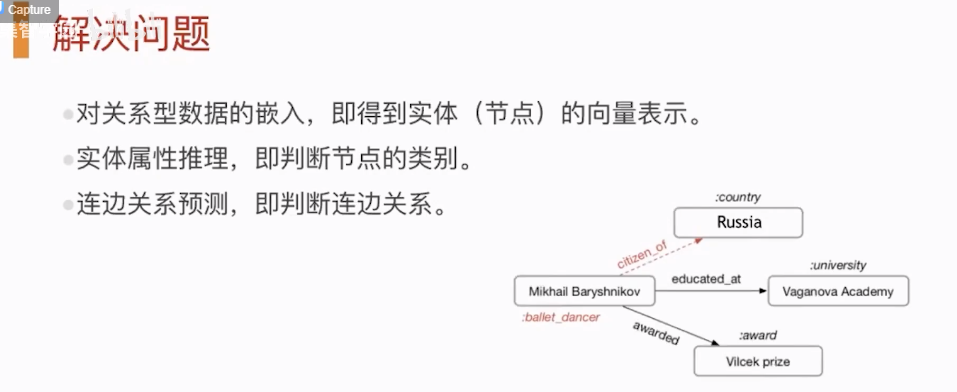 Capture
解决问题
对关系型数据的嵌入，即得到实体（节点）的向量表示。
实体属性推理，即判断节点的类别。
连边关系预测，即判断连边关系。
:country
Russia
citizen_of
:university
educated_at
Mikhail Baryshnikov
Vaganova Academy
:ballet_dancer
awarded
:award
Vilcek prize